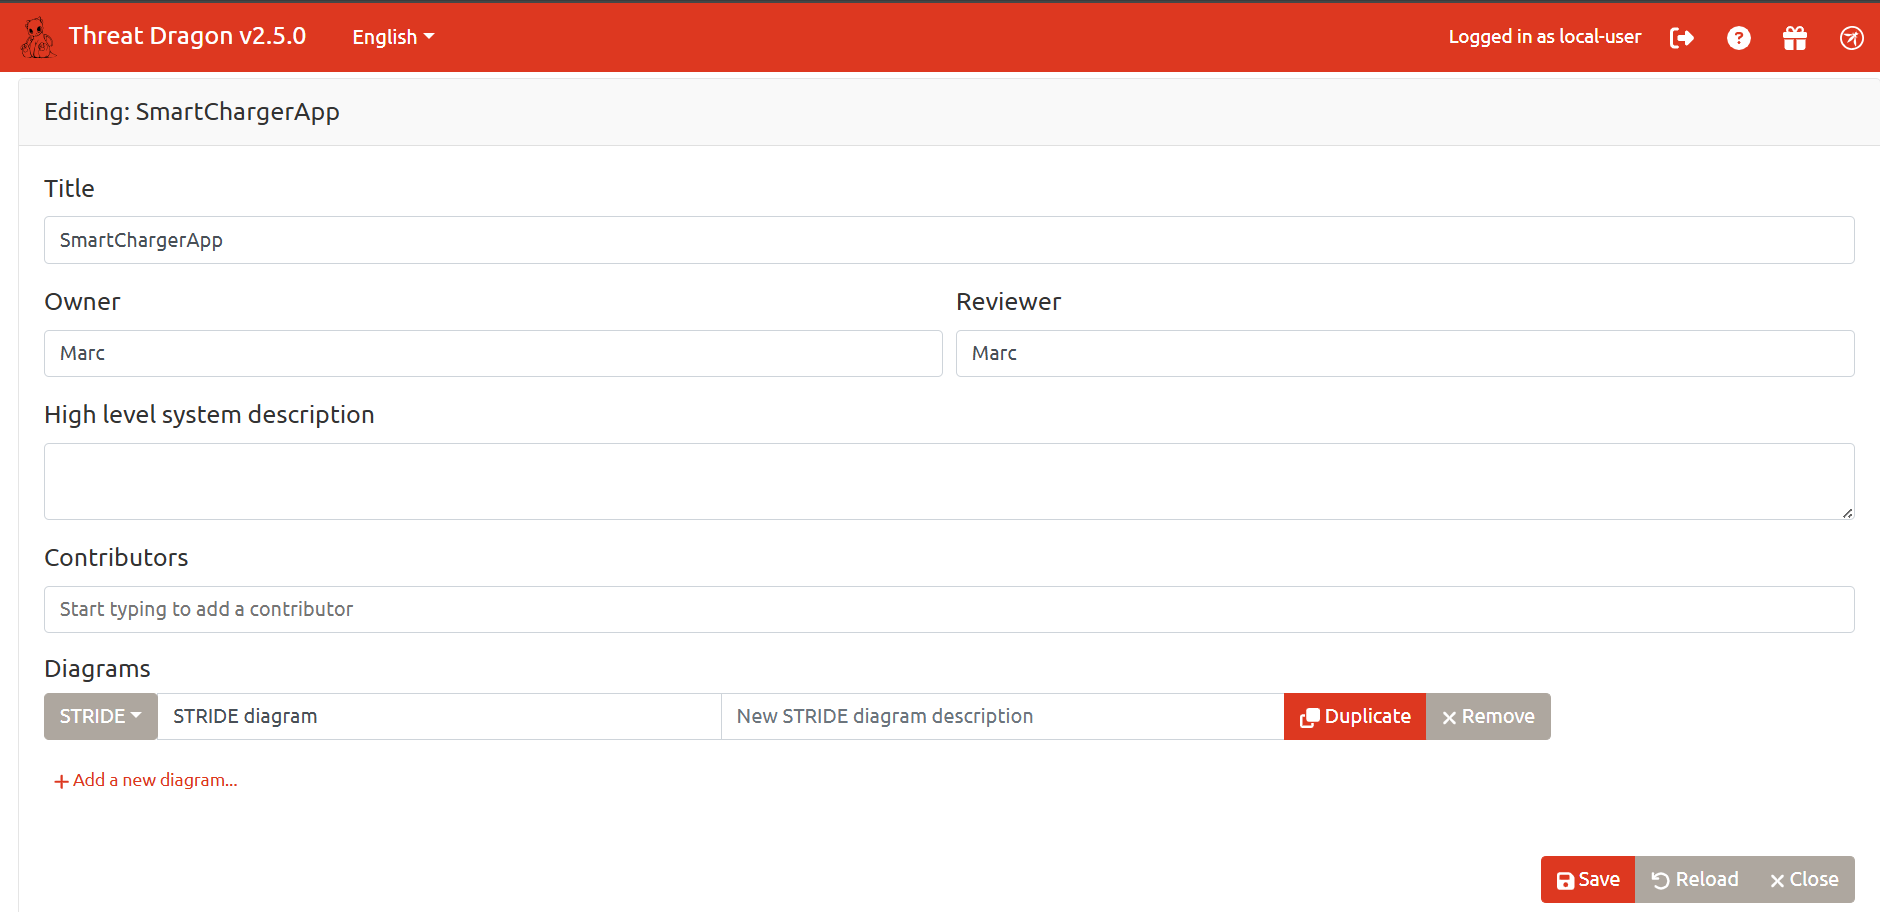 Threat Dragon v2.5.0 English Logged in as local-user
Editing: SmartChargerApp
Title
SmartChargerApp
Owner Reviewer
Marc Marc
High level system description
Contributors
Start typing to add a contributor
Diagrams
STRIDE STRIDE diagram New STRIDE diagram description Duplicate Remove
Add a new diagram...
Save Reload Close